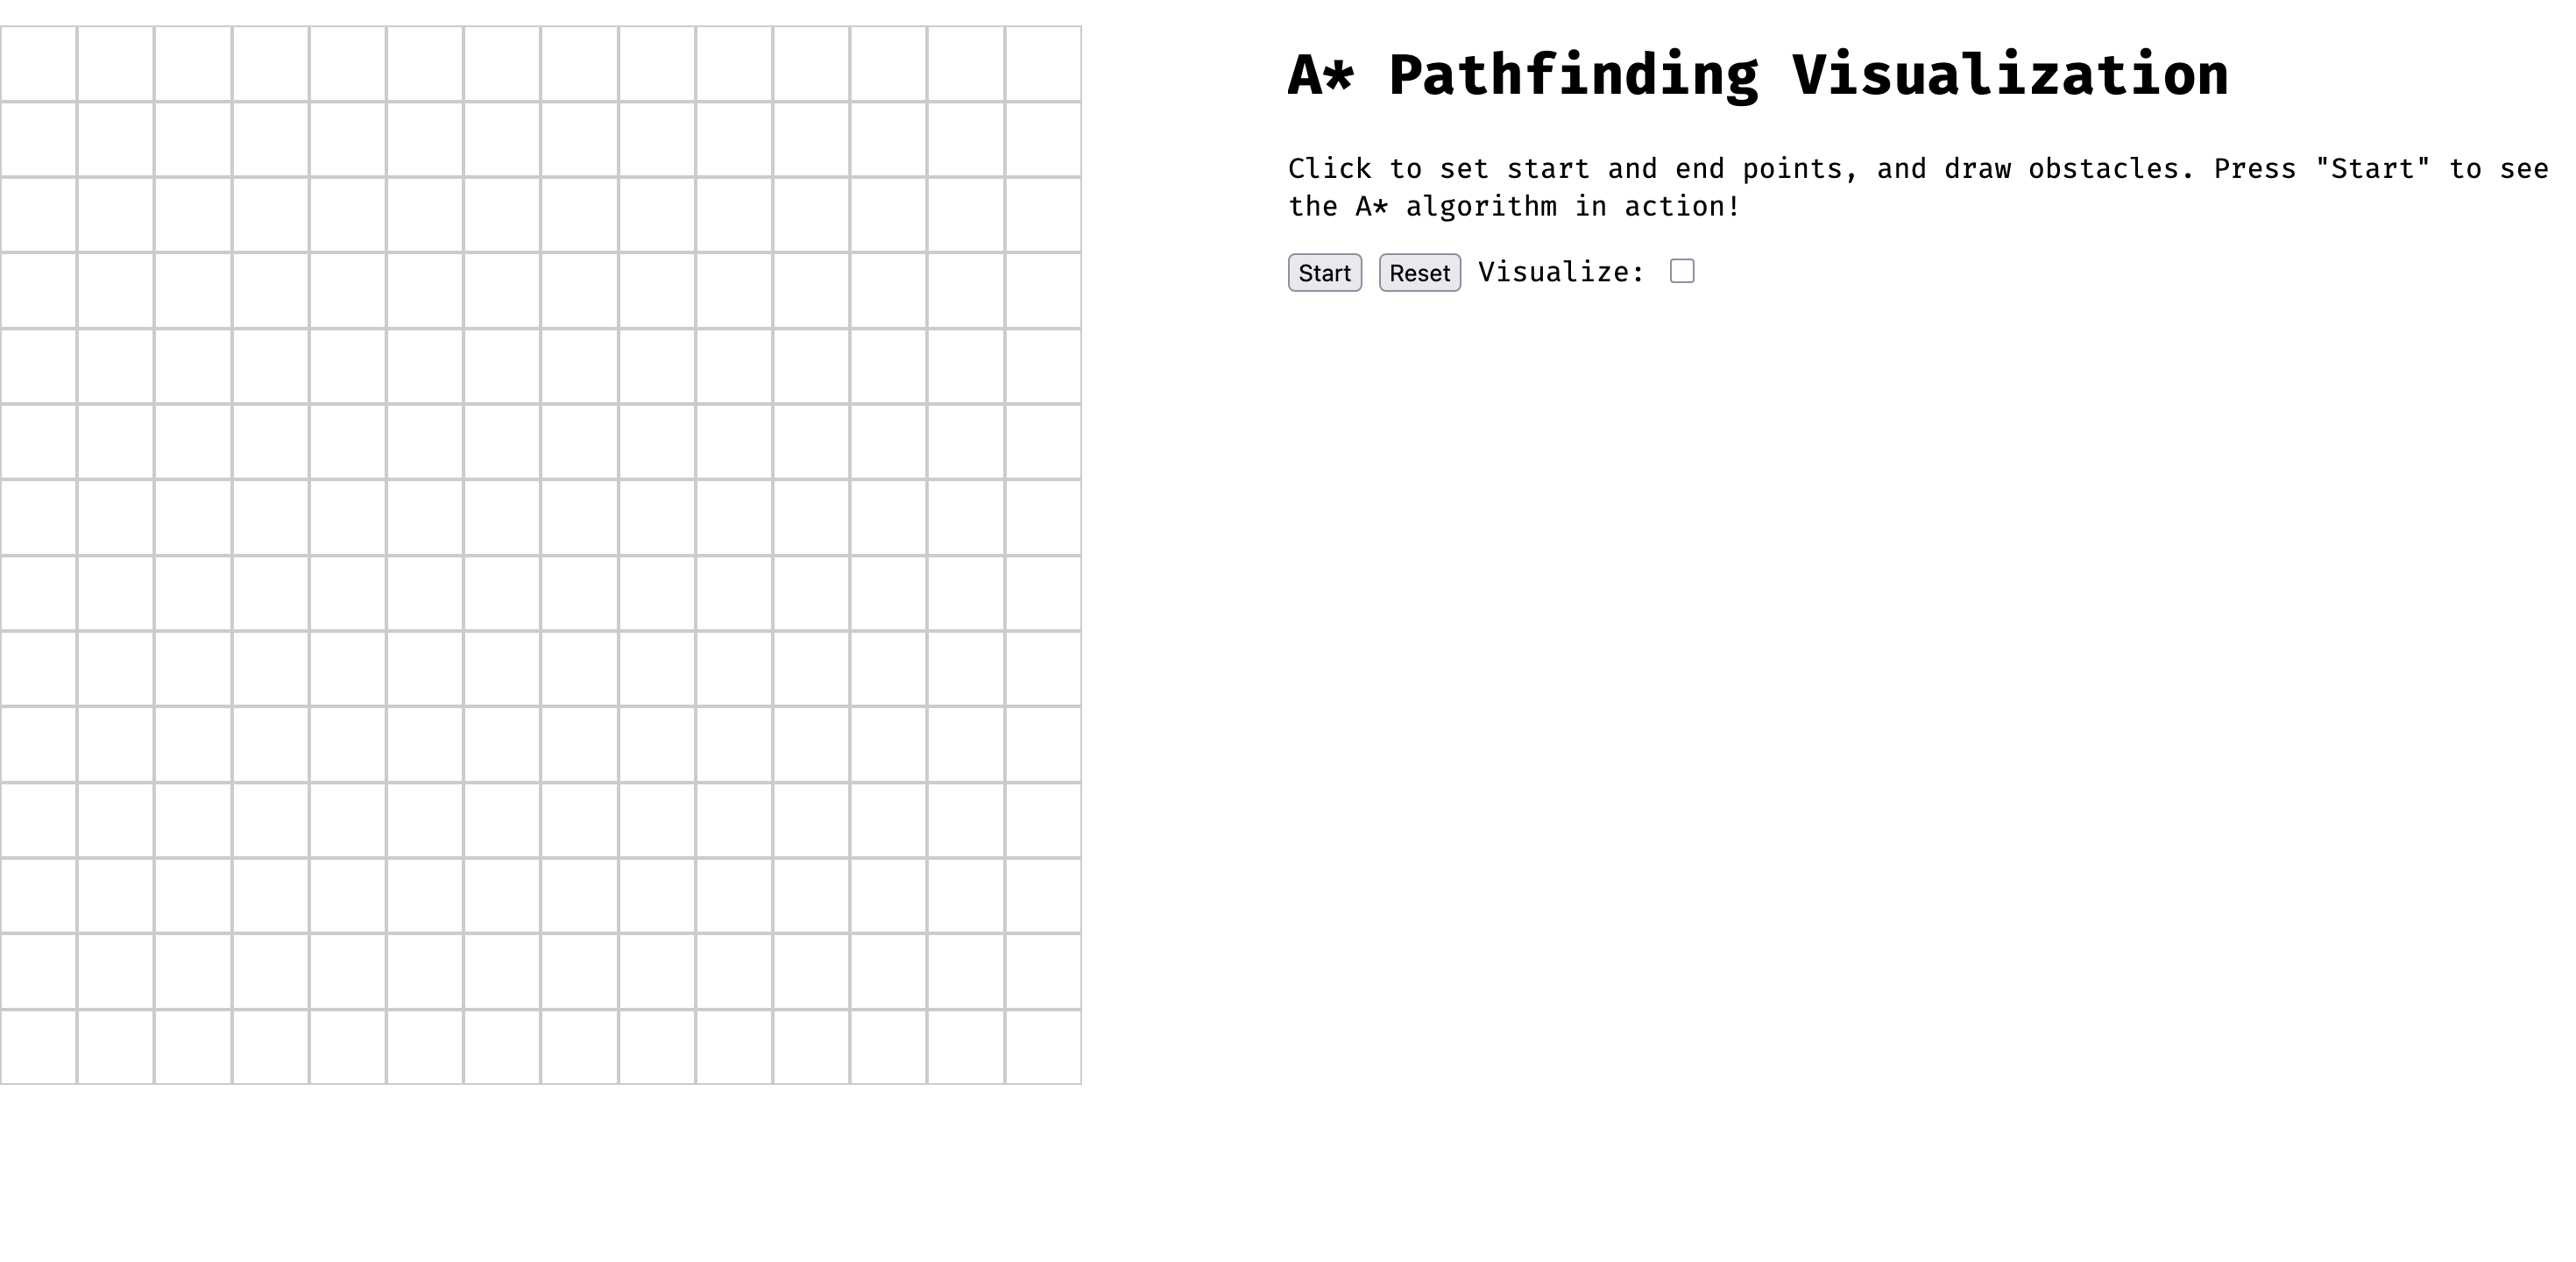 A* Pathfinding Visualization
Click to set start and end points, and draw obstacles. Press "Start" to see
the A* algorithm in action!
Start Reset Visualize: